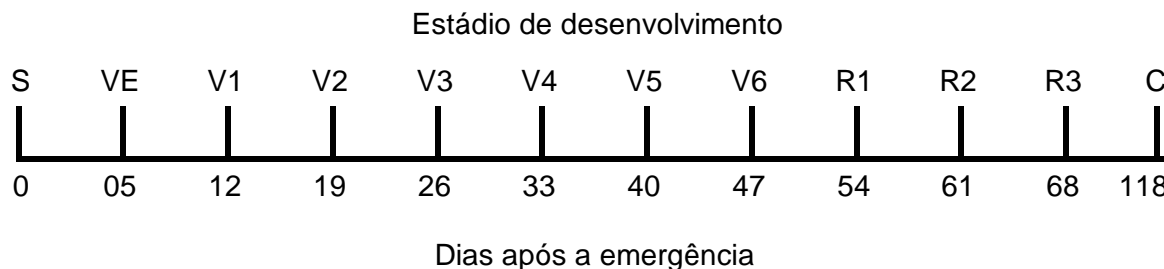 Estádio de desenvolvimento
S VE V1 V2 V3 V4 V5 V6 R1 R2 R3 C
0 05 12 19 26 33 40 47 54 61 68 118
Dias após a emergência